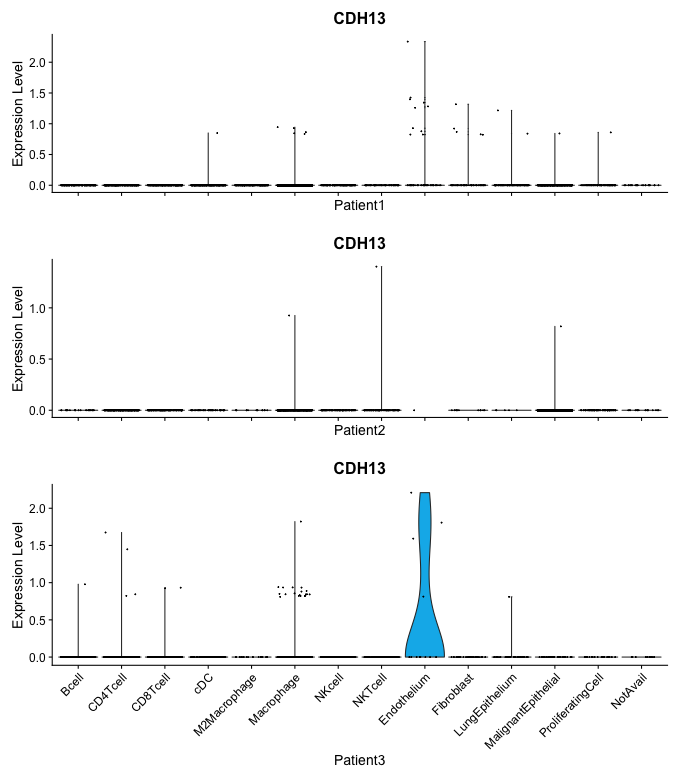 CDH13
Expression Level
2.0
1.5
1.0
0.5
0.0
Patient1
CDH13
Expression Level
1.0
0.5
0.0
Patient2
CDH13
Expression Level
2.0
1.5
1.0
0.5
0.0
Bcell
CD4Tcell
CD8Tcell
cDC
M2Macrophage
Macrophage
NKcell
NKTcell
Endothelium
Fibroblast
LungEpithelium
MalignantEpithelial
ProliferatingCell
NotAvail
Patient3